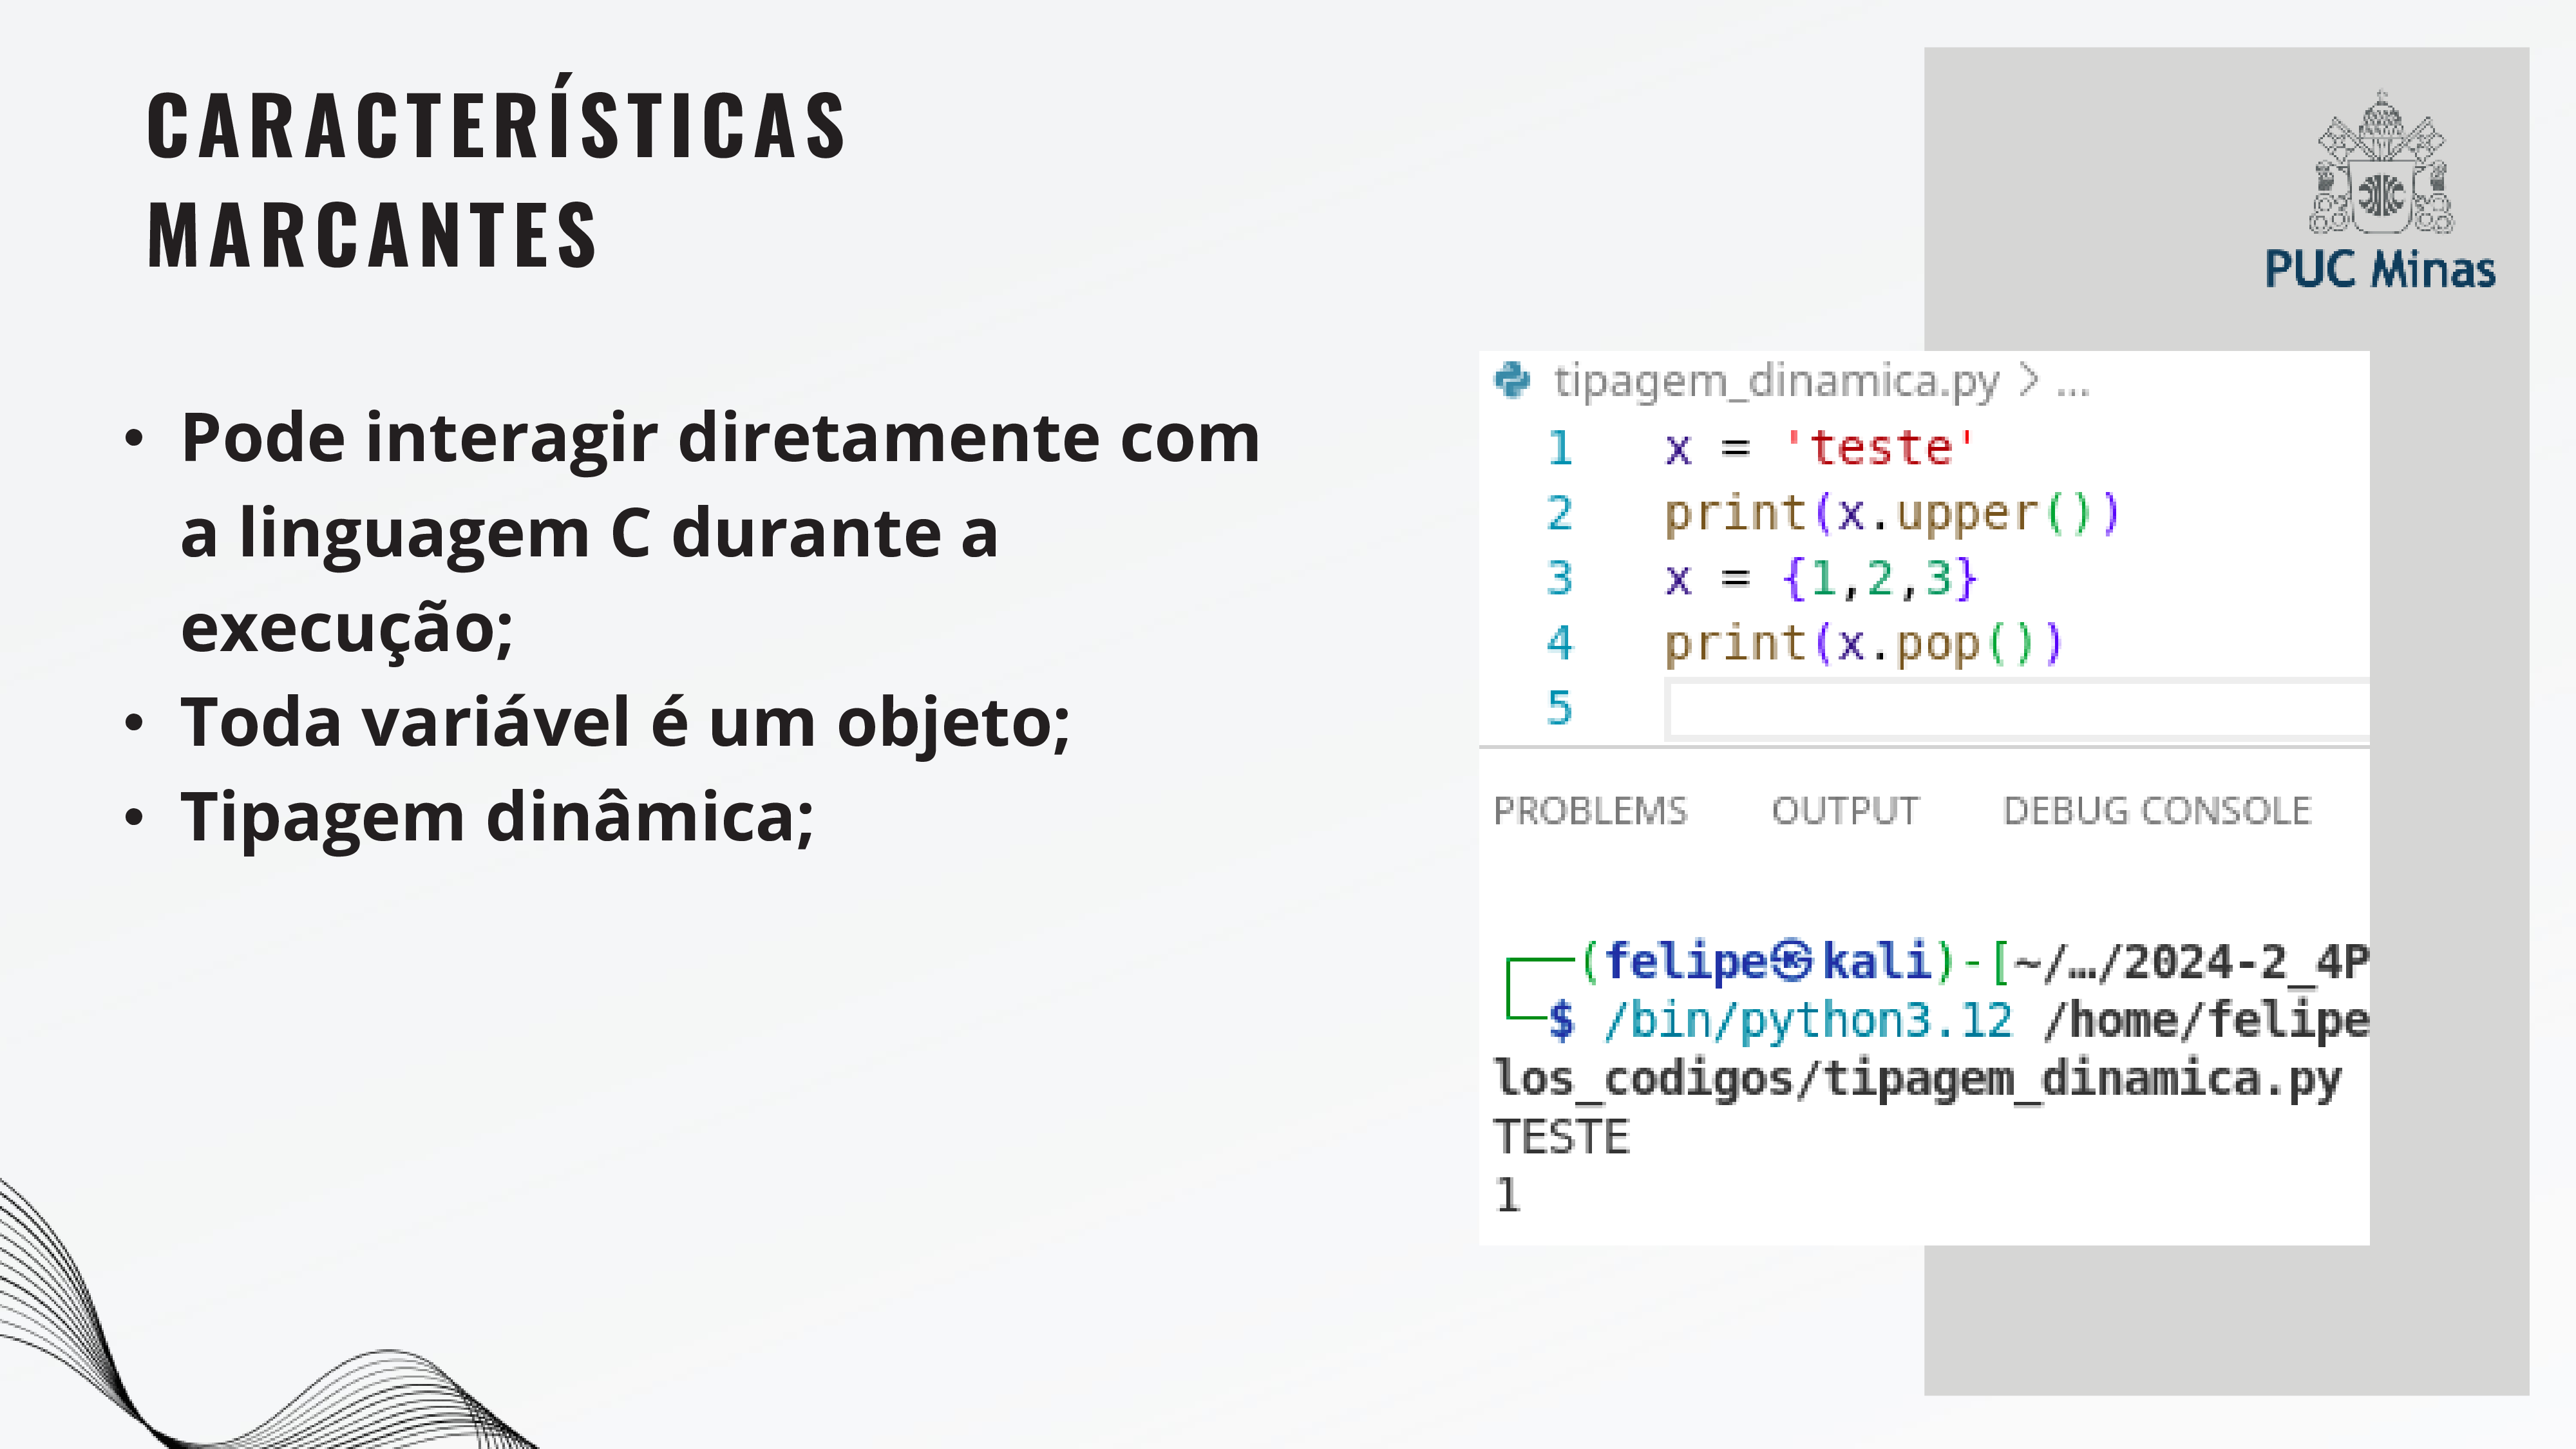 CARACTERÍSTICAS
MARCANTES
PUC Minas
• Pode interagir diretamente com
a linguagem C durante a
execução;
• Toda variável é um objeto;
• Tipagem dinâmica;
tipagem_dinamica.py > ...
1 x = 'teste'
2 print(x.upper())
3 x = {1,2,3}
4 print(x.pop())
5
PROBLEMS OUTPUT DEBUG CONSOLE
(felipe㉿kali)-[~/…/2024-2_4P
$ /bin/python3.12 /home/felipe
los_codigos/tipagem_dinamica.py
TESTE
1